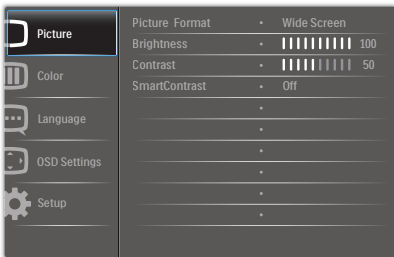 Picture
Color
Language
OSD Settings
Setup
Picture Format • Wide Screen
Brightness • 100
Contrast • 50
SmartContrast • Off
•
•
•
•
•
•